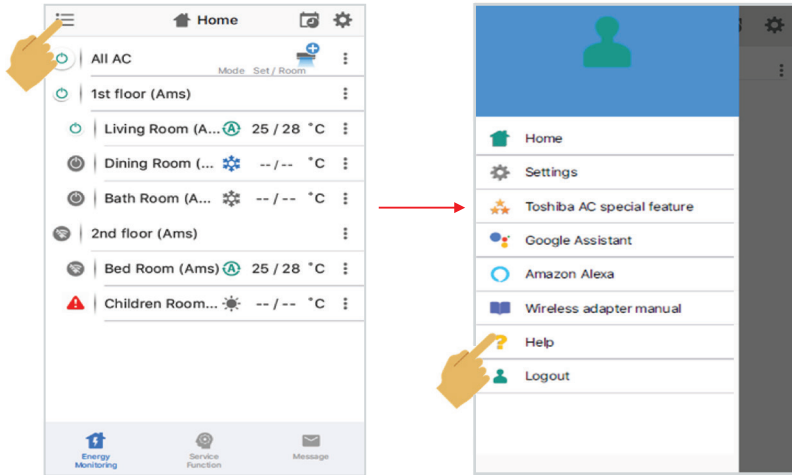 Home
All AC
Mode Set / Room
1st floor (Ams)
Living Room (A... A 25 / 28 °C
Dining Room (... -- / -- °C
Bath Room (A... -- / -- °C
2nd floor (Ams)
Bed Room (Ams) A 25 / 28 °C
Children Room... -- / -- °C
Energy
Monitoring
Service
Function
Message
Home
Settings
Toshiba AC special feature
Google Assistant
Amazon Alexa
Wireless adapter manual
Help
Logout